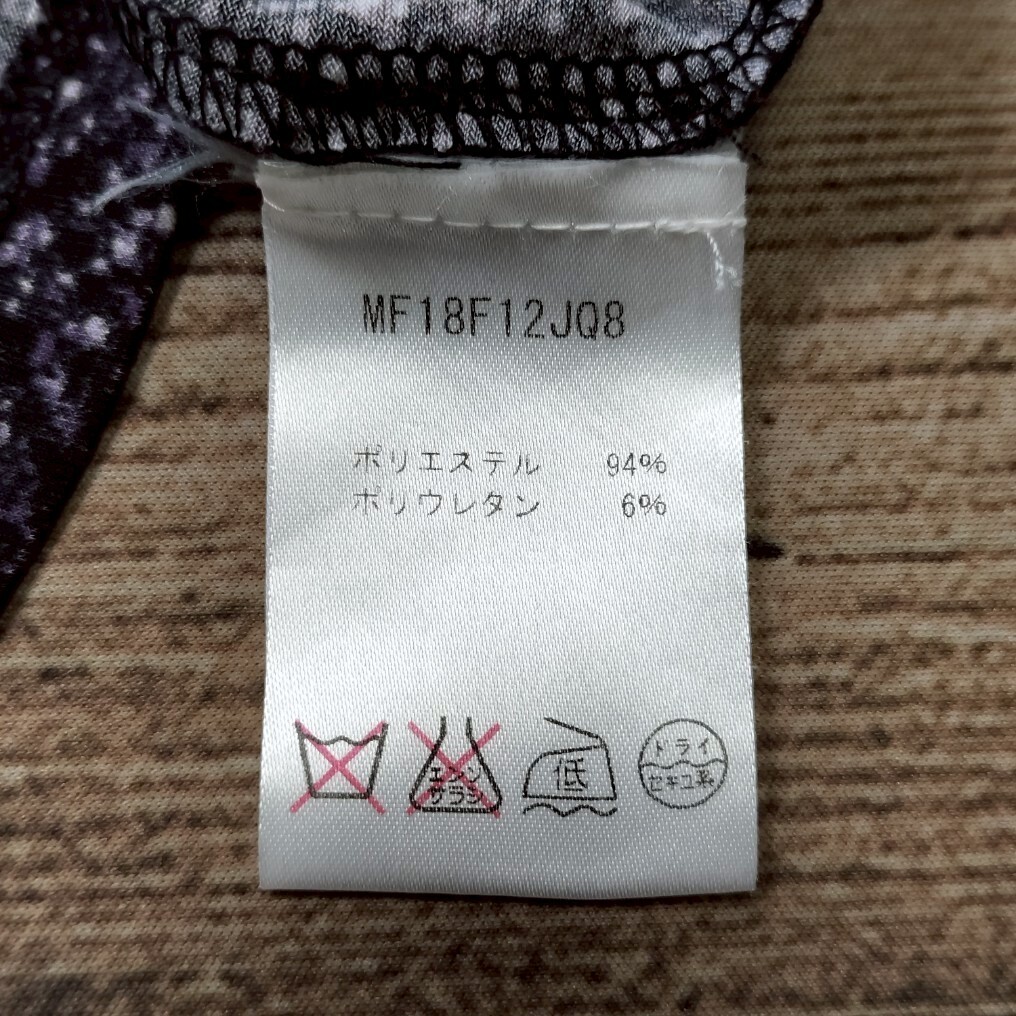 MF18F12JQ8
ポリエステル 94%
ポリウレタン 6%
エンソ
サラシ
低
ドライ
セキユ系